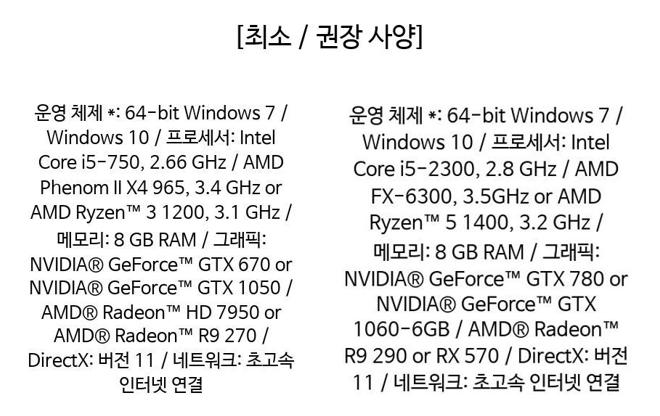 [최소 / 권장 사양]
운영 체제 *: 64-bit Windows 7 /
Windows 10 / 프로세서: Intel
Core i5-750, 2.66 GHz / AMD
Phenom II X4 965, 3.4 GHz or
AMD Ryzen™ 3 1200, 3.1 GHz /
메모리: 8 GB RAM / 그래픽:
NVIDIA® GeForce™ GTX 670 or
NVIDIA® GeForce™ GTX 1050 /
AMD® Radeon™ HD 7950 or
AMD® Radeon™ R9 270 /
DirectX: 버전 11 / 네트워크: 초고속
인터넷 연결
운영 체제 *: 64-bit Windows 7 /
Windows 10 / 프로세서: Intel
Core i5-2300, 2.8 GHz / AMD
FX-6300, 3.5GHz or AMD
Ryzen™ 5 1400, 3.2 GHz /
메모리: 8 GB RAM / 그래픽:
NVIDIA® GeForce™ GTX 780 or
NVIDIA® GeForce™ GTX
1060-6GB / AMD® Radeon™
R9 290 or RX 570 / DirectX: 버전
11 / 네트워크: 초고속 인터넷 연결